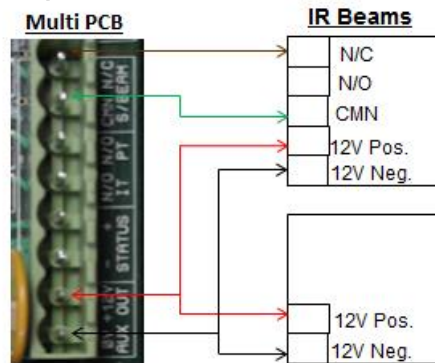 Multi PCB
IR Beams
N/C
N/O
CMN
12V Pos.
12V Neg.
12V Pos.
12V Neg.
CMN N/C
S/BEAM
N/O N/O
IT PT
- +
STATUS
AUX OUT